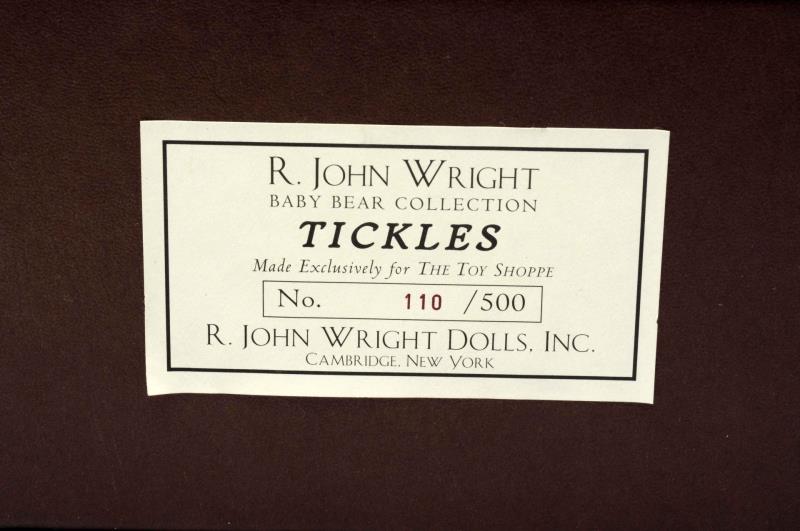 R. JOHN WRIGHT
BABY BEAR COLLECTION
TICKLES
Made Exclusively for THE TOY SHOPPE
No. 110 /500
R. JOHN WRIGHT DOLLS, INC.
CAMBRIDGE, NEW YORK